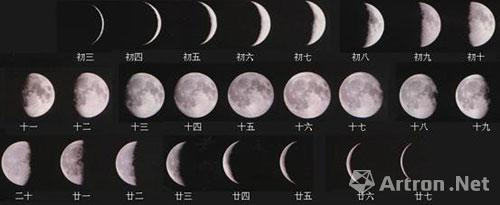 初三 初四 初五 初六 初七 初八 初九 初十
十一 十二 十三 十四 十五 十六 十七 十八 十九
二十 廿一 廿二 廿三 廿四 廿五 廿六 廿七
Artron.Net